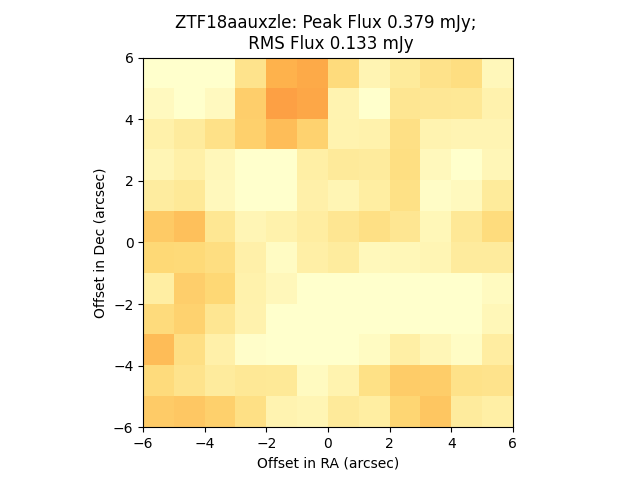 ZTF18aauxzle: Peak Flux 0.379 mJy;
RMS Flux 0.133 mJy
6
4
2
0
−2
−4
−6
Offset in Dec (arcsec)
−6 −4 −2 0 2 4 6
Offset in RA (arcsec)